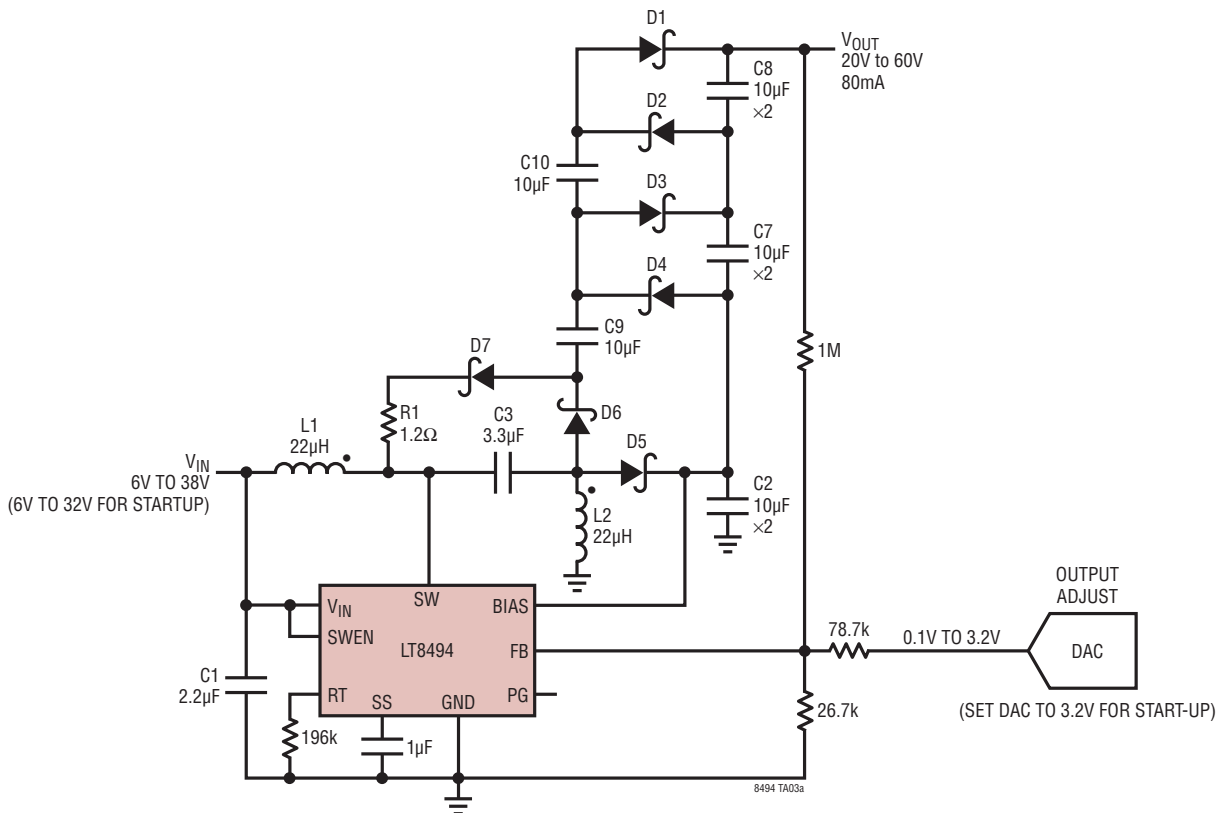 D1
V_OUT
20V to 60V
80mA
C8
10µF
×2
D2
C10
10µF
D3
C7
10µF
×2
D4
C9
10µF
D7
1M
R1
1.2Ω
C3
3.3µF
D6
D5
L1
22µH
V_IN
6V TO 38V
(6V TO 32V FOR STARTUP)
L2
22µH
C2
10µF
×2
V_IN
SW
BIAS
SWEN
LT8494
FB
RT
SS
GND
PG
C1
2.2µF
196k
1µF
78.7k
0.1V TO 3.2V
OUTPUT
ADJUST
DAC
26.7k
(SET DAC TO 3.2V FOR START-UP)
8494 TA03a